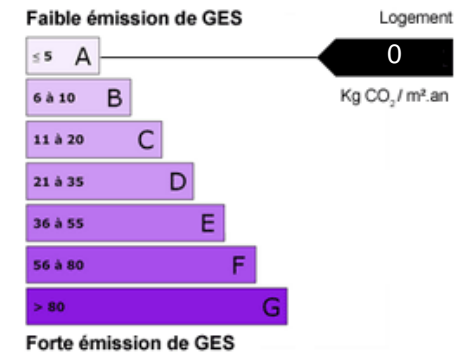 Faible émission de GES
Logement
≤ 5 A
0
6 à 10 B
Kg CO₂ / m².an
11 à 20 C
21 à 35 D
36 à 55 E
56 à 80 F
> 80 G
Forte émission de GES